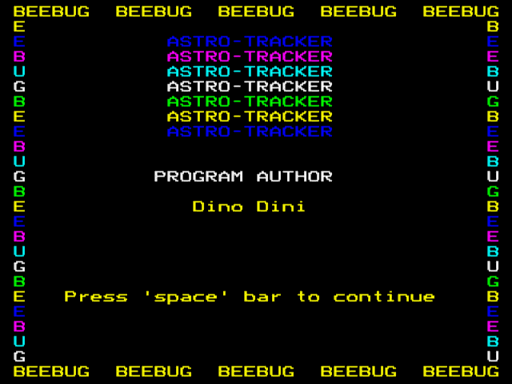 BEEBUG BEEBUG BEEBUG BEEBUG BEEBUG
E B
E ASTRO-TRACKER E
B ASTRO-TRACKER E
U ASTRO-TRACKER B
G ASTRO-TRACKER U
B ASTRO-TRACKER G
E ASTRO-TRACKER B
E ASTRO-TRACKER E
B E
U B
G PROGRAM AUTHOR U
B G
E Dino Dini B
E E
B E
U B
G U
B G
E Press 'space' bar to continue B
E E
B E
U B
G U
BEEBUG BEEBUG BEEBUG BEEBUG BEEBUG